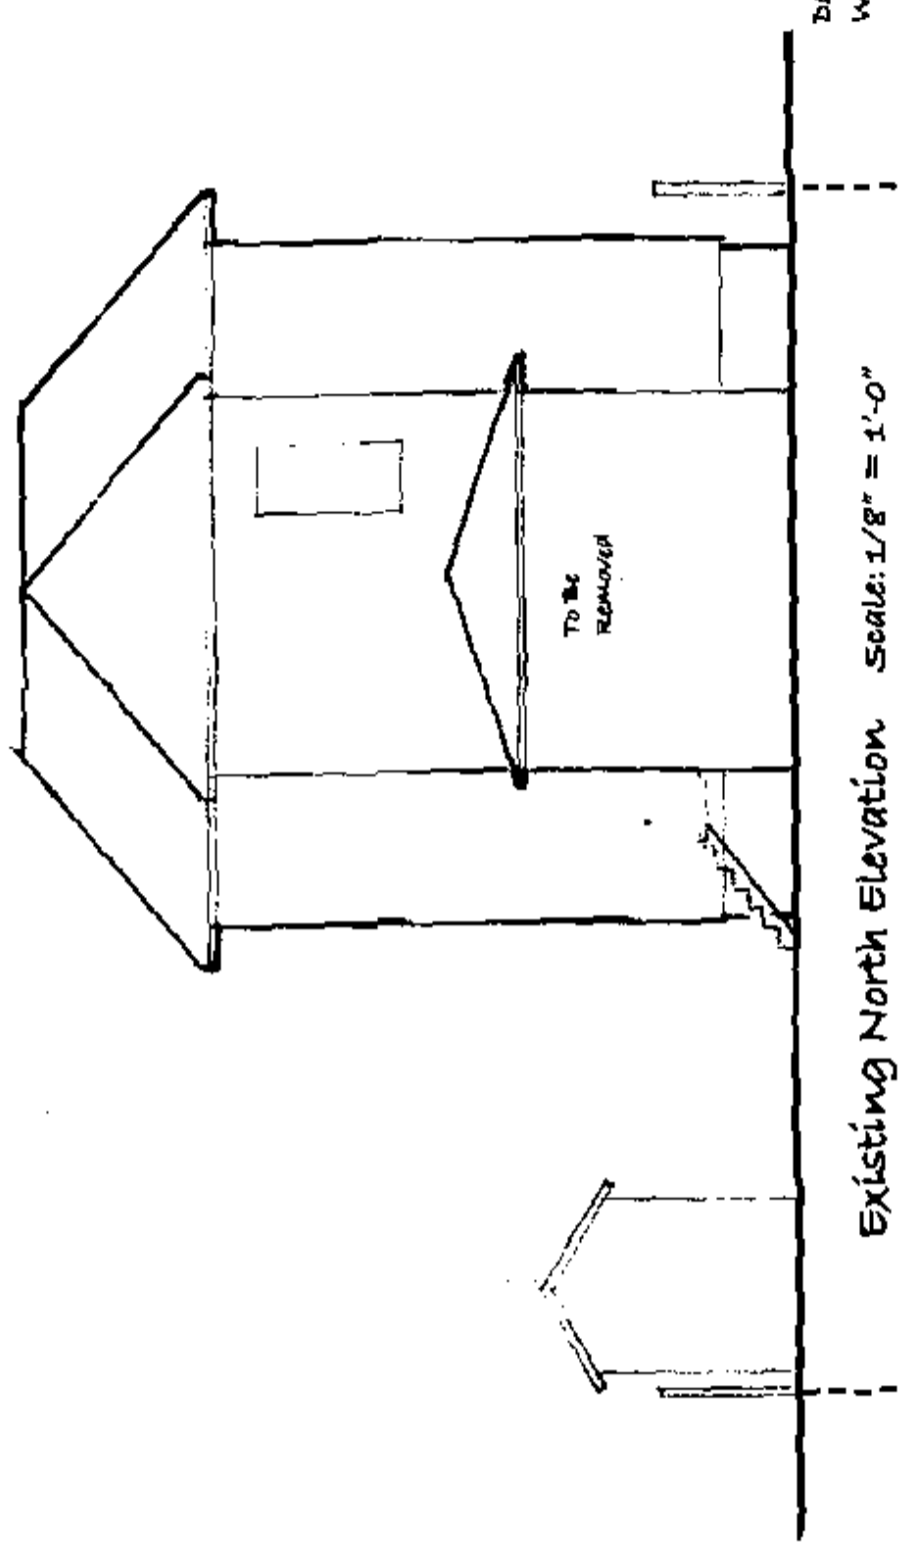 To Be
Removed
Existing North Elevation scale: 1/8" = 1'-0"